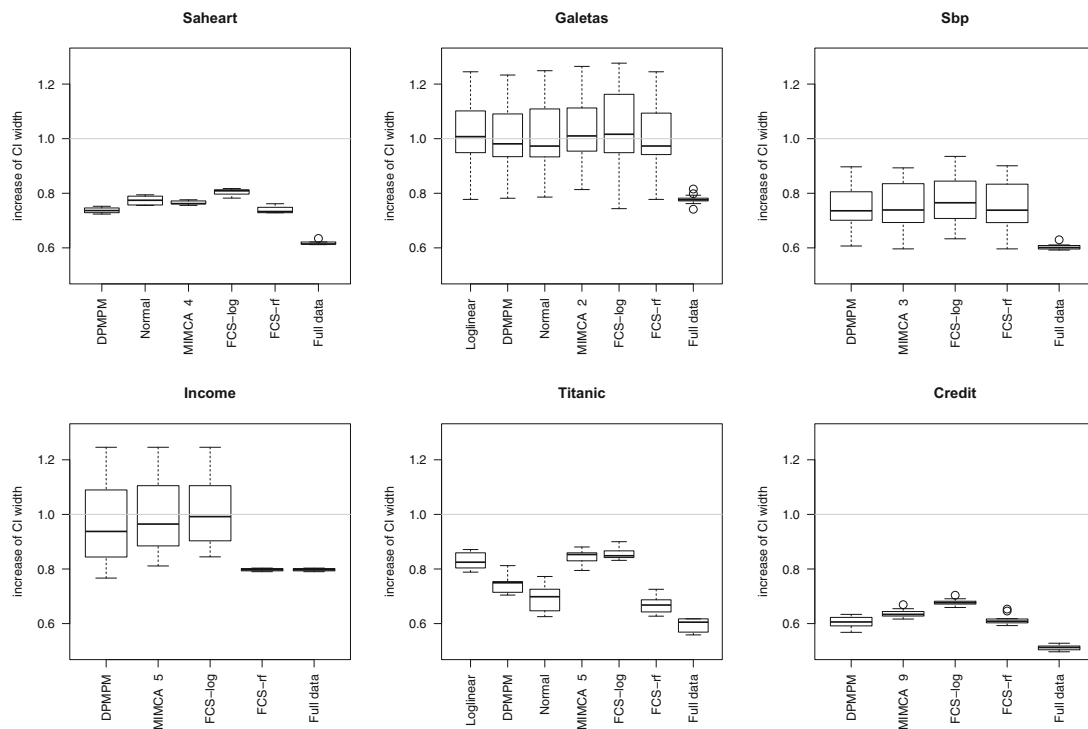 Saheart
increase of CI width
1.2
1.0
0.8
0.6
DPMPM
Normal
MIMCA 4
FCS−log
FCS−rf
Full data
Galetas
increase of CI width
1.2
1.0
0.8
0.6
Loglinear
DPMPM
Normal
MIMCA 2
FCS−log
FCS−rf
Full data
Sbp
increase of CI width
1.2
1.0
0.8
0.6
DPMPM
MIMCA 3
FCS−log
FCS−rf
Full data
Income
increase of CI width
1.2
1.0
0.8
0.6
DPMPM
MIMCA 5
FCS−log
FCS−rf
Full data
Titanic
increase of CI width
1.2
1.0
0.8
0.6
Loglinear
DPMPM
Normal
MIMCA 5
FCS−log
FCS−rf
Full data
Credit
increase of CI width
1.2
1.0
0.8
0.6
DPMPM
MIMCA 9
FCS−log
FCS−rf
Full data